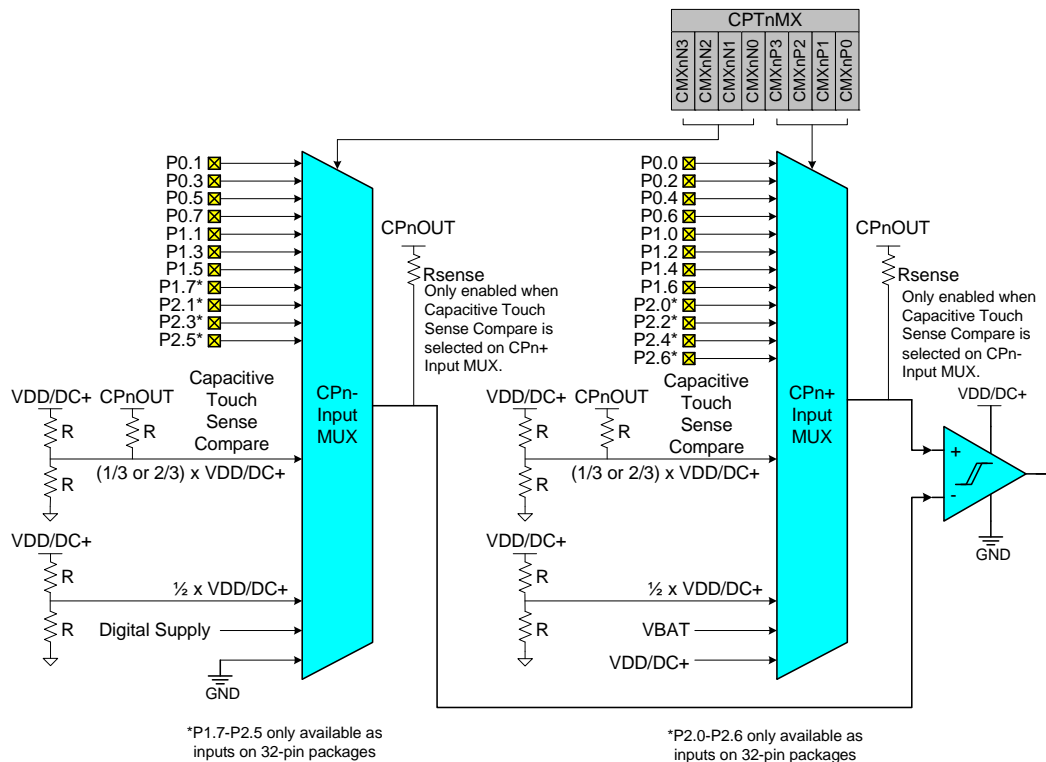 CPTnMX
CMXnN3
CMXnN2
CMXnN1
CMXnN0
CMXnP3
CMXnP2
CMXnP1
CMXnP0
P0.1
P0.3
P0.5
P0.7
P1.1
P1.3
P1.5
P1.7*
P2.1*
P2.3*
P2.5*
CPnOUT
Rsense
Only enabled when
Capacitive Touch
Sense Compare is
selected on CPn+
Input MUX.
Capacitive
Touch
Sense
Compare
VDD/DC+
CPnOUT
R
R
R
(1/3 or 2/3) x VDD/DC+
VDD/DC+
R
R
½ x VDD/DC+
Digital Supply
GND
CPn-
Input
MUX
*P1.7-P2.5 only available as
inputs on 32-pin packages
P0.0
P0.2
P0.4
P0.6
P1.0
P1.2
P1.4
P1.6
P2.0*
P2.2*
P2.4*
P2.6*
CPnOUT
Rsense
Only enabled when
Capacitive Touch
Sense Compare is
selected on CPn-
Input MUX.
Capacitive
Touch
Sense
Compare
VDD/DC+
CPnOUT
R
R
R
(1/3 or 2/3) x VDD/DC+
VDD/DC+
R
R
½ x VDD/DC+
VBAT
VDD/DC+
CPn+
Input
MUX
VDD/DC+
+
-
GND
*P2.0-P2.6 only available as
inputs on 32-pin packages